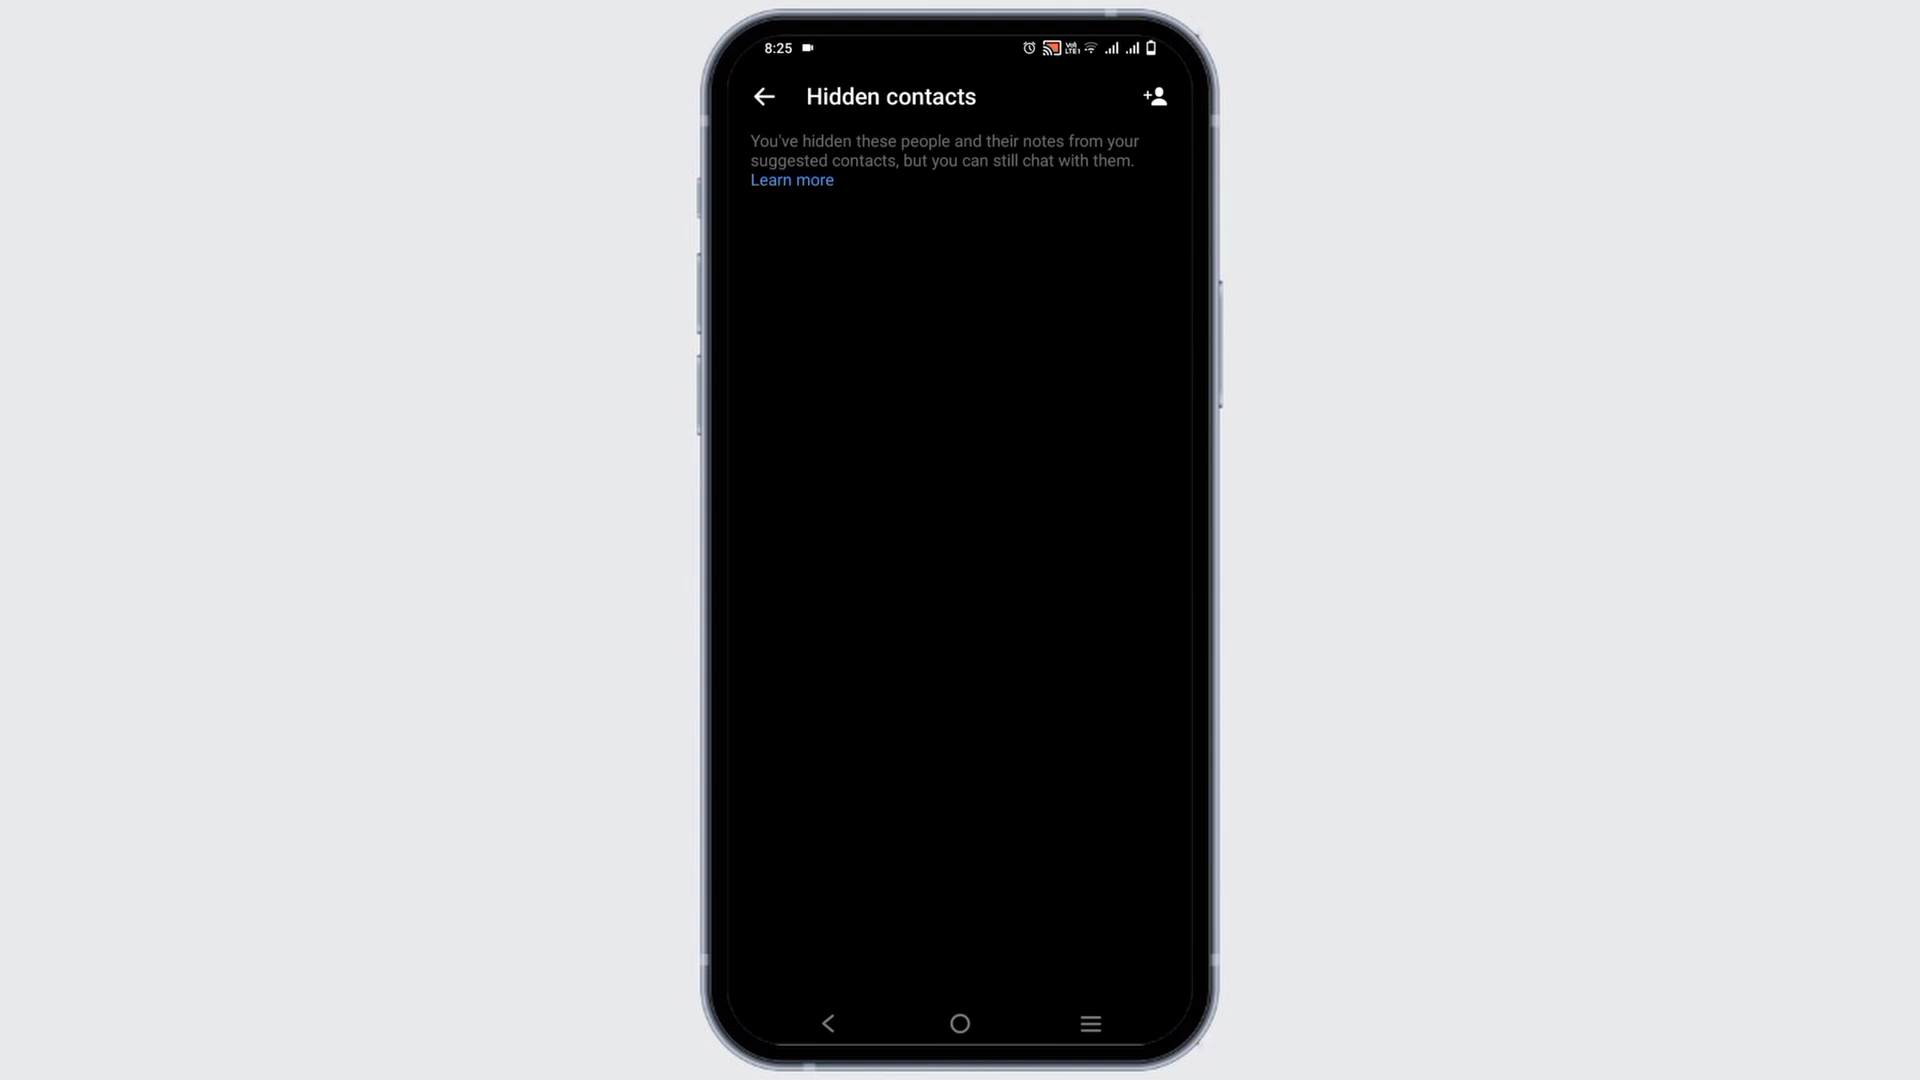 8:25
Hidden contacts
You've hidden these people and their notes from your
suggested contacts, but you can still chat with them.
Learn more